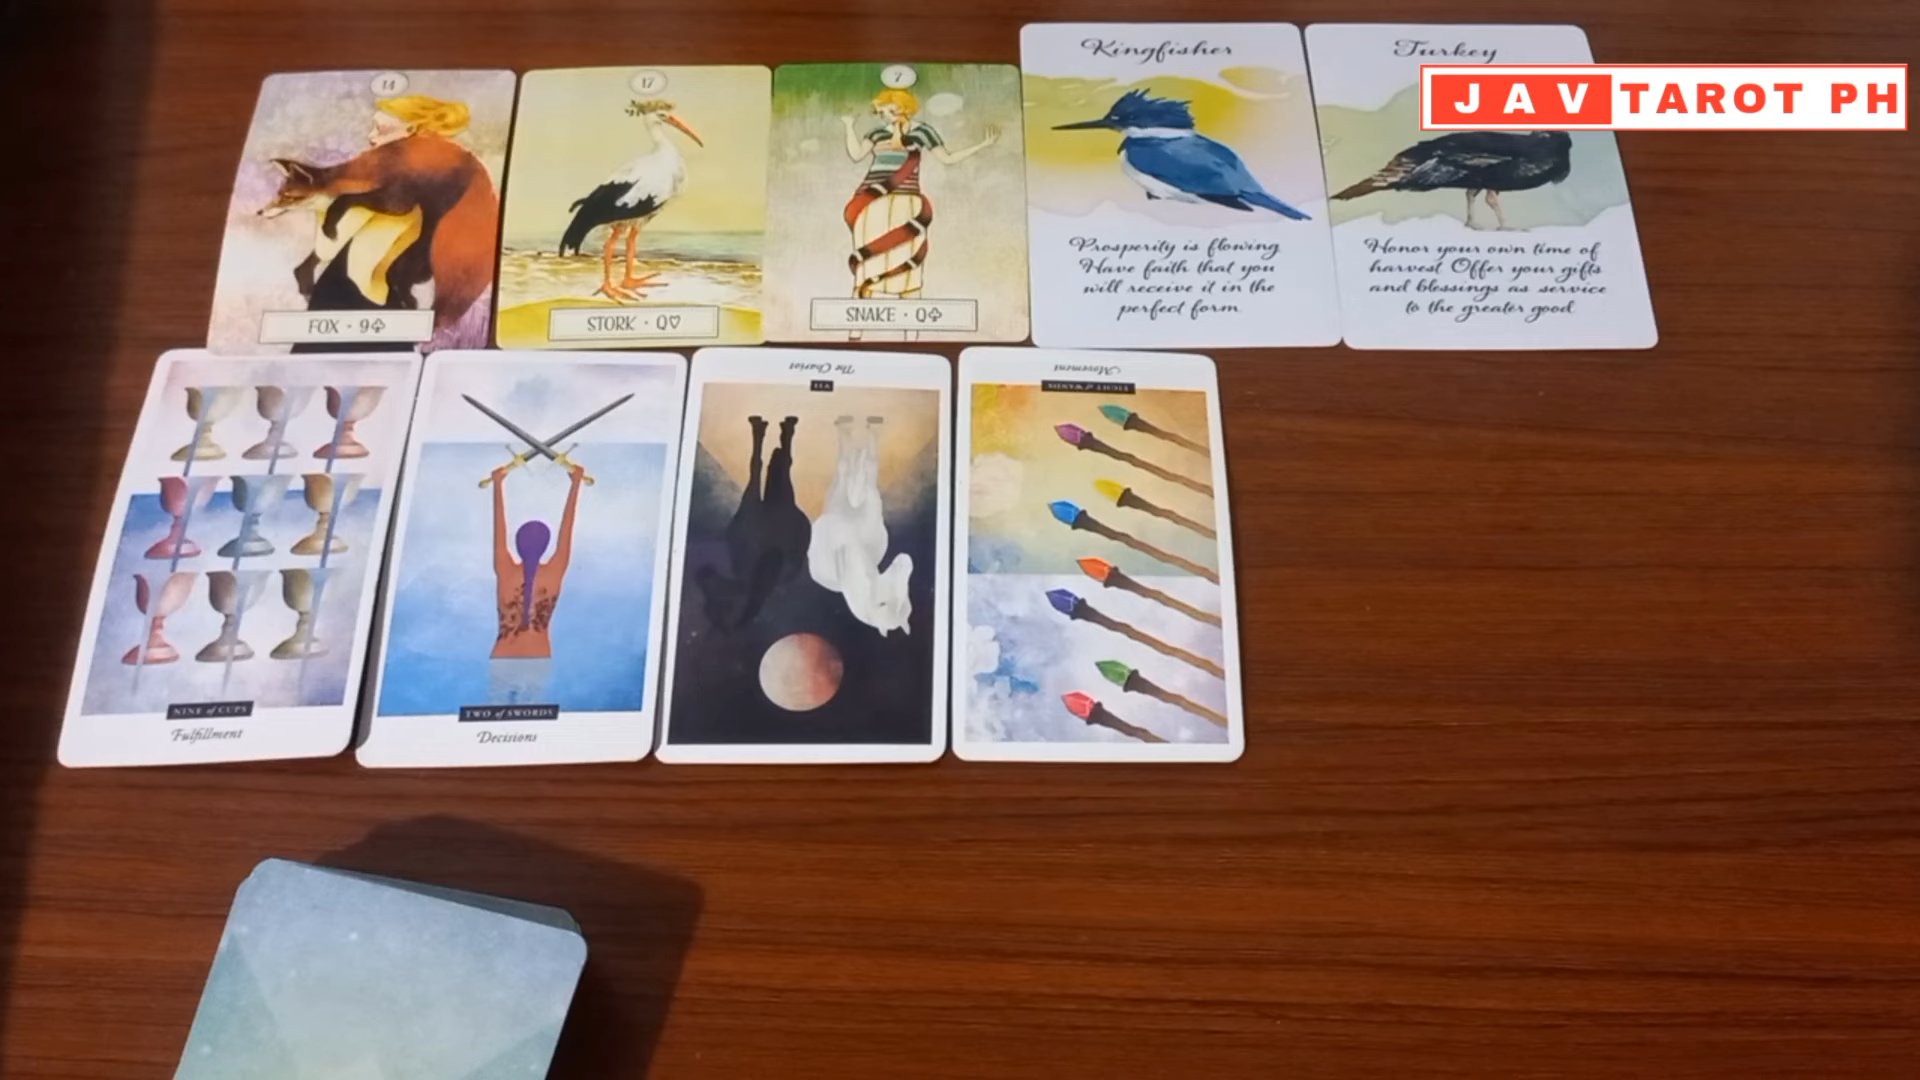 14
FOX · 9♧
17
STORK · Q♡
7
SNAKE · Q♧
Kingfisher
Prosperity is flowing
Have faith that you
will receive it in the
perfect form
Turkey
Honor your own time of
harvest Offer your gifts
and blessings as service
to the greater good
JAV TAROT PH
NINE of CUPS
Fulfillment
TWO of SWORDS
Decisions
The Chariot
VII
Movement
EIGHT of WANDS